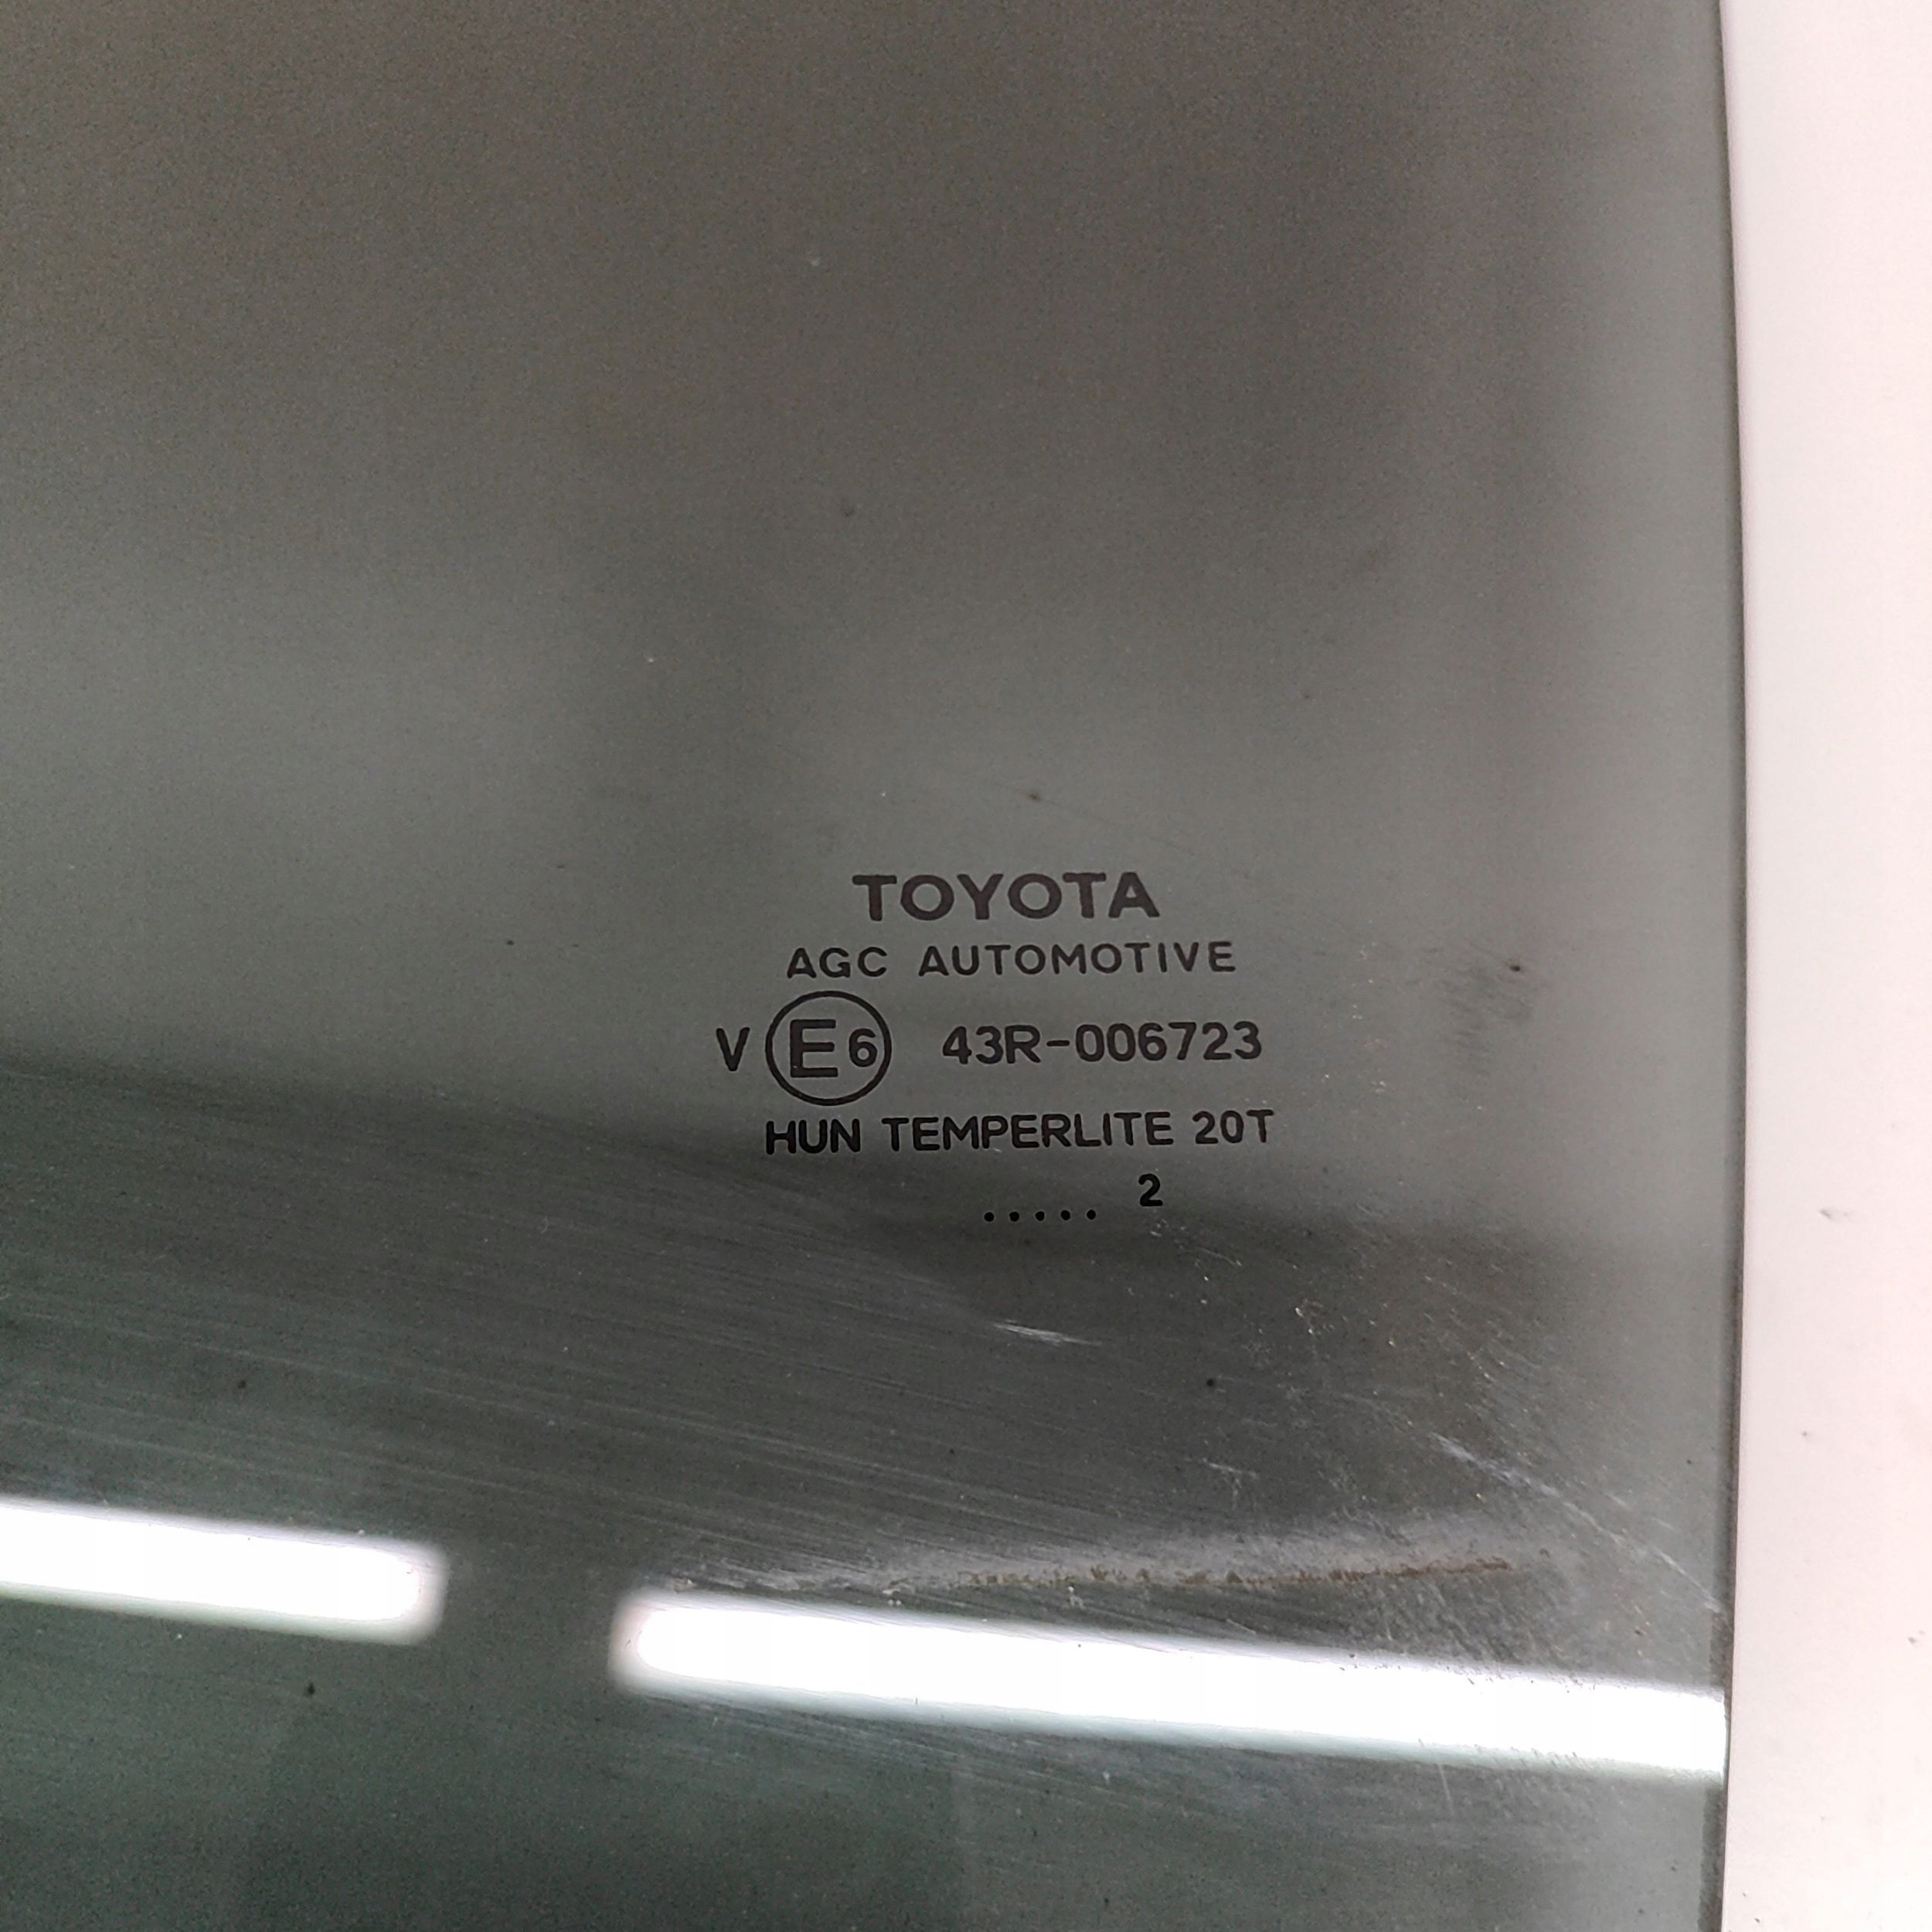 TOYOTA
AGC AUTOMOTIVE
V E6 43R-006723
HUN TEMPERLITE 20T
..... 2